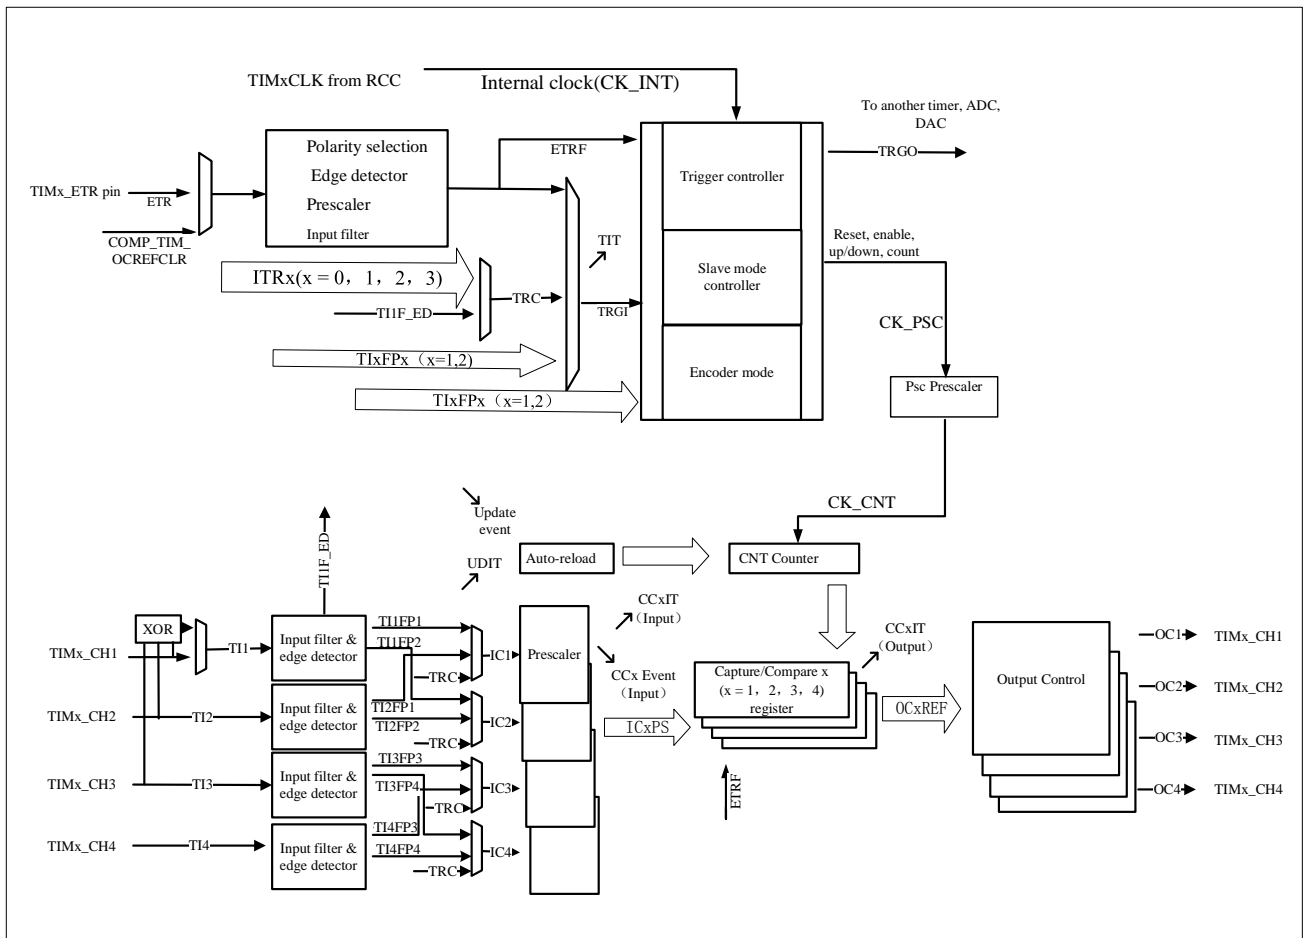 TIMxCLK from RCC
Internal clock(CK_INT)
To another timer, ADC,
DAC
TRGO
ETRF
Polarity selection
Edge detector
Prescaler
Input filter
TIMx_ETR pin
ETR
COMP_TIM_
OCREFCLR
Trigger controller
Slave mode
controller
Encoder mode
Reset, enable,
up/down, count
TIT
ITRx(x = 0，1，2，3)
TRC
TRGI
TI1F_ED
TIxFPx（x=1,2)
TIxFPx（x=1,2）
CK_PSC
Psc Prescaler
CK_CNT
Update
event
UDIT
Auto-reload
CNT Counter
TI1F_ED
CCxIT
（Input）
CCxIT
(Output)
XOR
TIMx_CH1
TI1
Input filter &
edge detector
TI1FP1
TI1FP2
TRC
IC1
Prescaler
CCx Event
（Input）
Capture/Compare x
(x = 1，2，3，4)
register
Output Control
OC1
TIMx_CH1
TIMx_CH2
TI2
Input filter &
edge detector
TI2FP1
TI2FP2
TRC
IC2
ICxPS
OCxREF
OC2
TIMx_CH2
TIMx_CH3
TI3
Input filter &
edge detector
TI3FP3
TI3FP4
TRC
IC3
ETRF
OC3
TIMx_CH3
TIMx_CH4
TI4
Input filter &
edge detector
TI4FP3
TI4FP4
TRC
IC4
OC4
TIMx_CH4